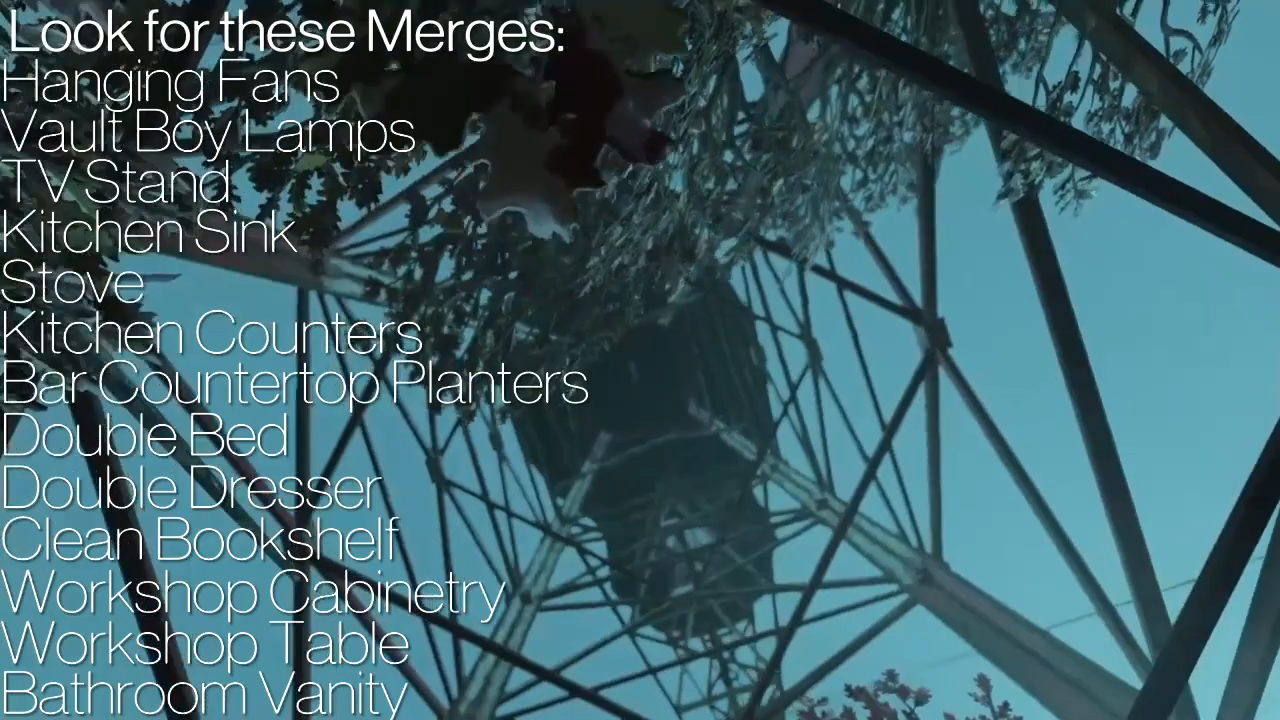 Look for these Merges:
Hanging Fans
Vault Boy Lamps
TV Stand
Kitchen Sink
Stove
Kitchen Counters
Bar Countertop Planters
Double Bed
Double Dresser
Clean Bookshelf
Workshop Cabinetry
Workshop Table
Bathroom Vanity